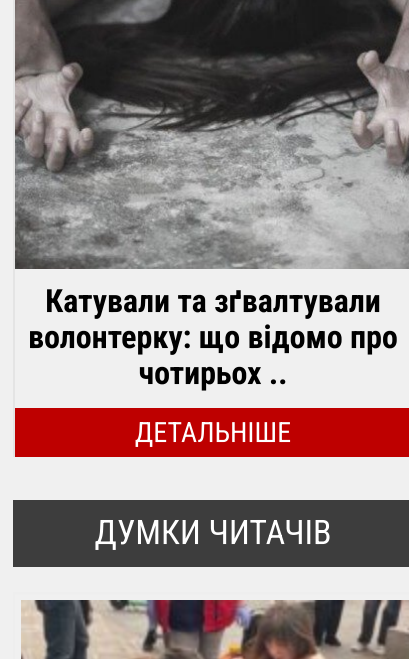 Катували та зґвалтували
волонтерку: що відомо про
чотирьох ..
ДЕТАЛЬНІШЕ
ДУМКИ ЧИТАЧІВ